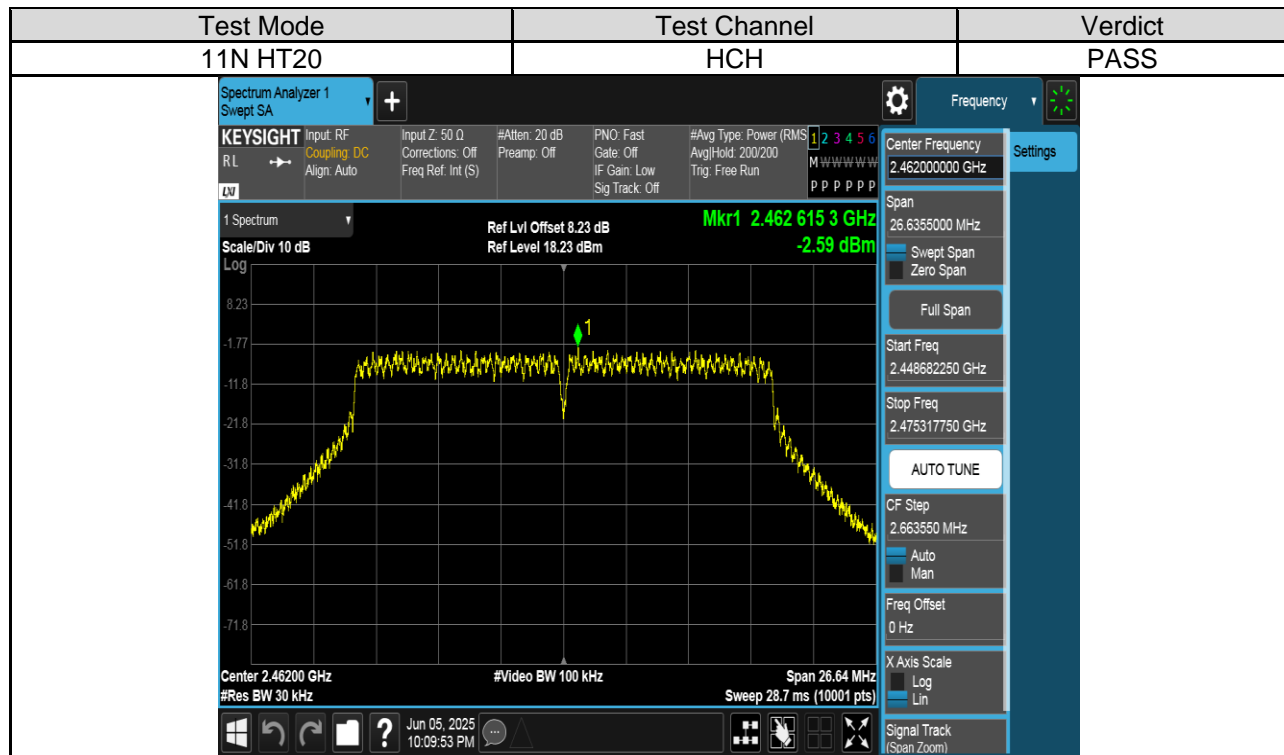 Test Mode Test Channel Verdict
11N HT20 HCH PASS
Spectrum Analyzer 1
Swept SA
+
Frequency
KEYSIGHT
RL
LXI
Input: RF
Coupling: DC
Align: Auto
Input Z: 50 Ω
Corrections: Off
Freq Ref: Int (S)
#Atten: 20 dB
Preamp: Off
PNO: Fast
Gate: Off
IF Gain: Low
Sig Track: Off
#Avg Type: Power (RMS
Avg|Hold: 200/200
Trig: Free Run
1 2 3 4 5 6
M W W W W W
P P P P P P
1 Spectrum
Scale/Div 10 dB
Log
Ref Lvl Offset 8.23 dB
Ref Level 18.23 dBm
Mkr1 2.462 615 3 GHz
-2.59 dBm
1
8.23
-1.77
-11.8
-21.8
-31.8
-41.8
-51.8
-61.8
-71.8
Center 2.46200 GHz #Video BW 100 kHz Span 26.64 MHz
#Res BW 30 kHz Sweep 28.7 ms (10001 pts)
?
Jun 05, 2025
10:09:53 PM
Center Frequency
2.462000000 GHz
Settings
Span
26.6355000 MHz
Swept Span
Zero Span
Full Span
Start Freq
2.448682250 GHz
Stop Freq
2.475317750 GHz
AUTO TUNE
CF Step
2.663550 MHz
Auto
Man
Freq Offset
0 Hz
X Axis Scale
Log
Lin
Signal Track
(Span Zoom)